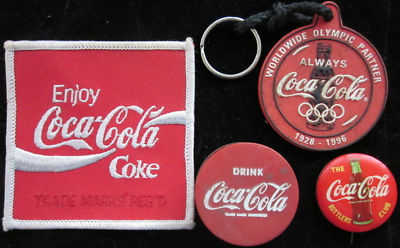 Enjoy
Coca-Cola
Coke
TRADE MARKS REG'D
WORLDWIDE OLYMPIC PARTNER
ALWAYS
Coca-Cola
1928 - 1996
DRINK
Coca-Cola
TRADE MARK REGISTERED
THE
Coca-Cola
BOTTLERS CLUB